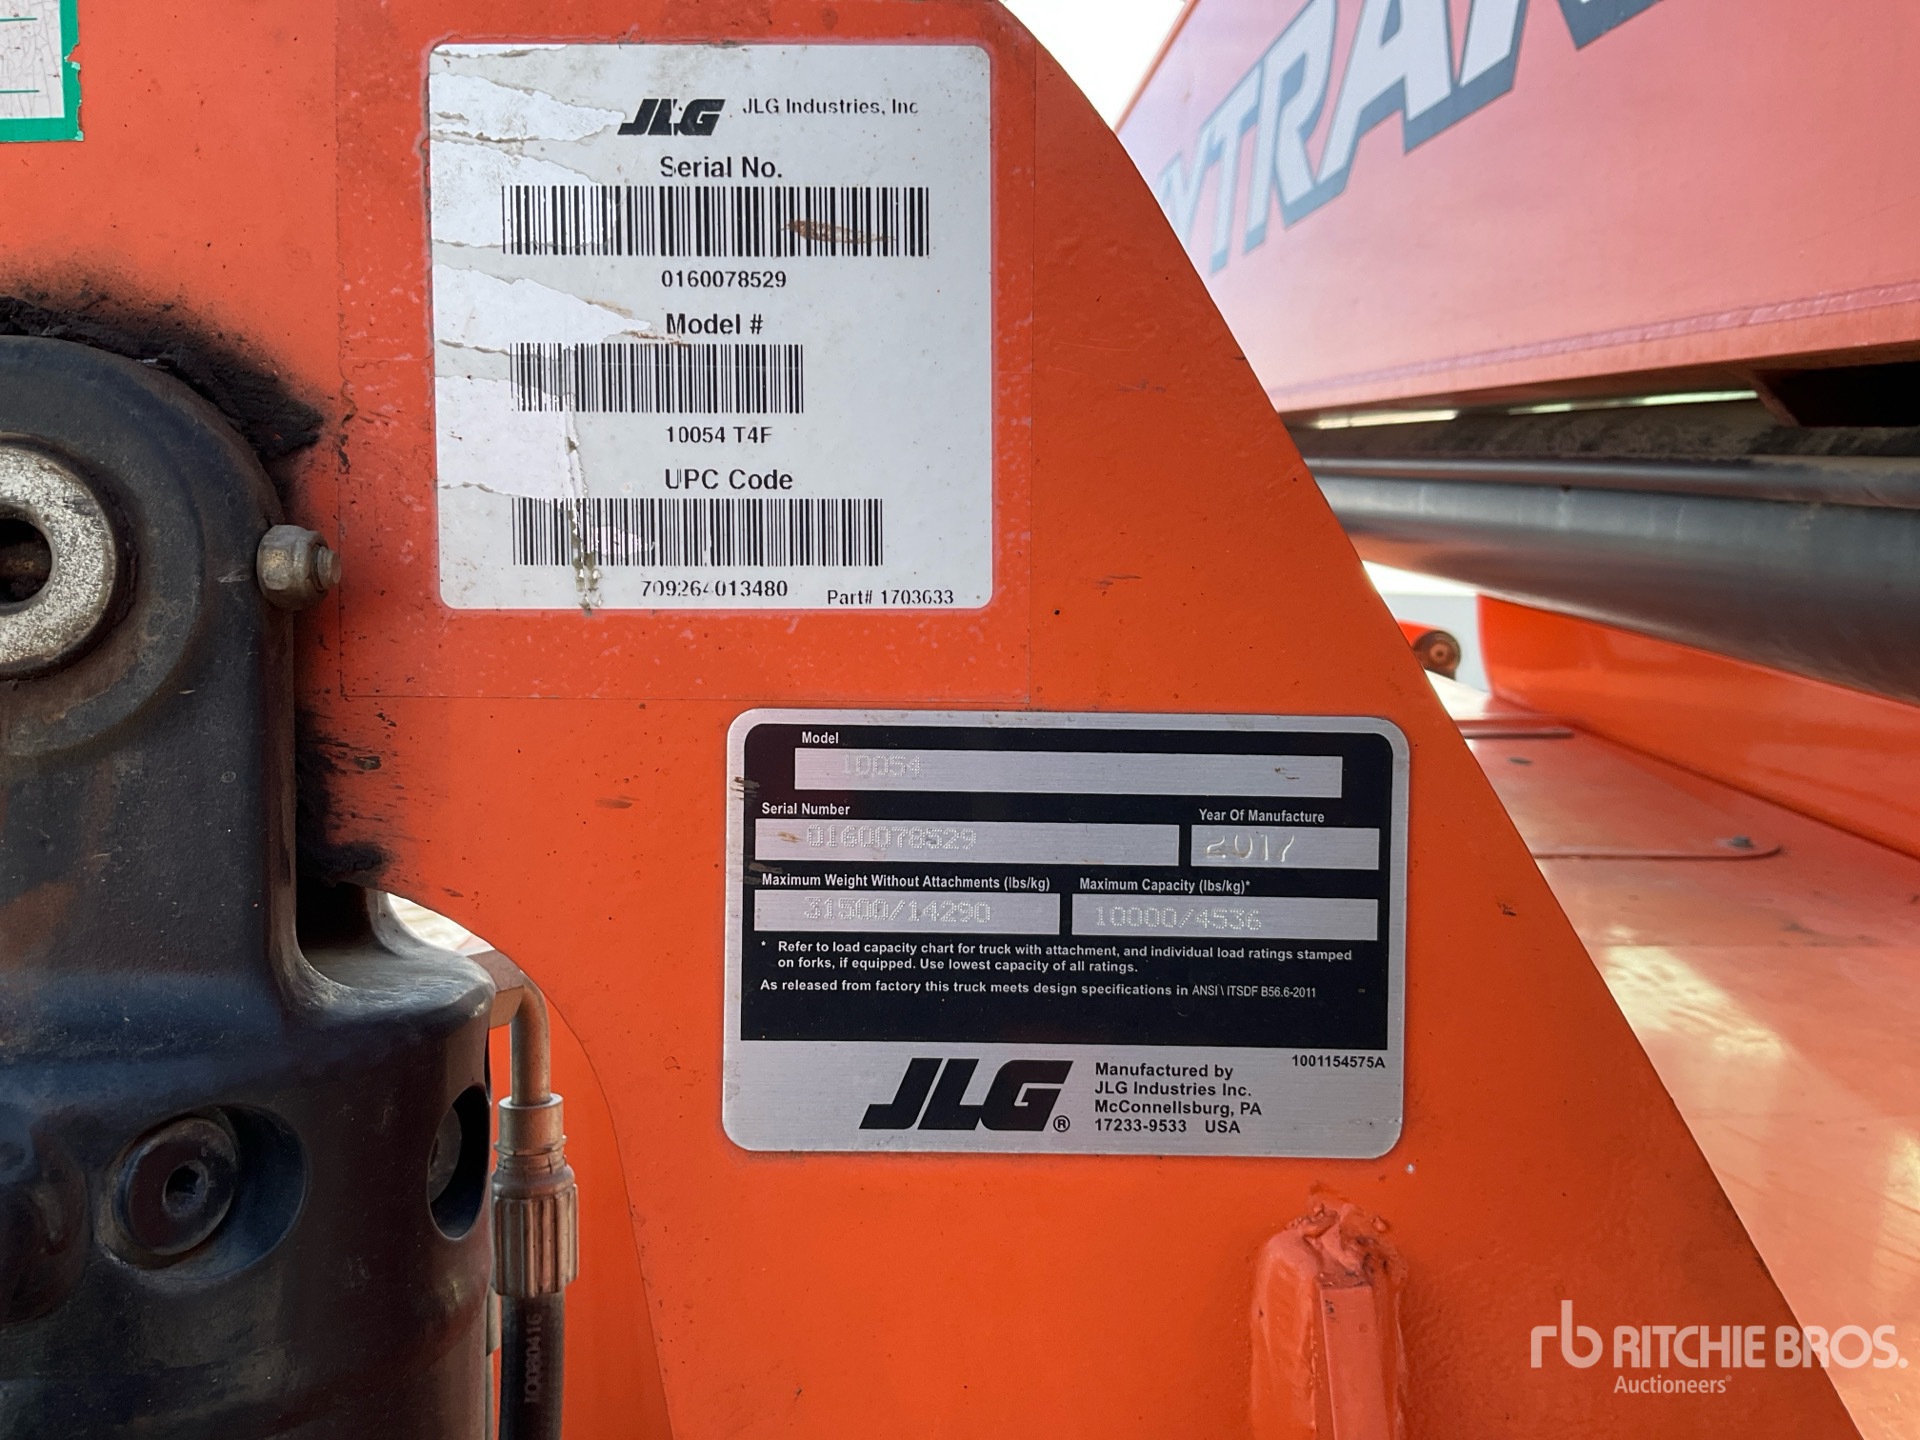 JLG JLG Industries, Inc
Serial No.
0160078529
Model #
10054 T4F
UPC Code
709264013480
Part# 1703633
Model
10054
Serial Number
0160078529
Year Of Manufacture
2017
Maximum Weight Without Attachments (lbs/kg)
31500/14290
Maximum Capacity (lbs/kg)*
10000/4536
* Refer to load capacity chart for truck with attachment, and individual load ratings stamped
on forks, if equipped. Use lowest capacity of all ratings.
As released from factory this truck meets design specifications in ANSI \ ITSDF B56.6-2011
1001154575A
JLG®
Manufactured by
JLG Industries Inc.
McConnellsburg, PA
17233-9533 USA
rb RITCHIE BROS.
Auctioneers